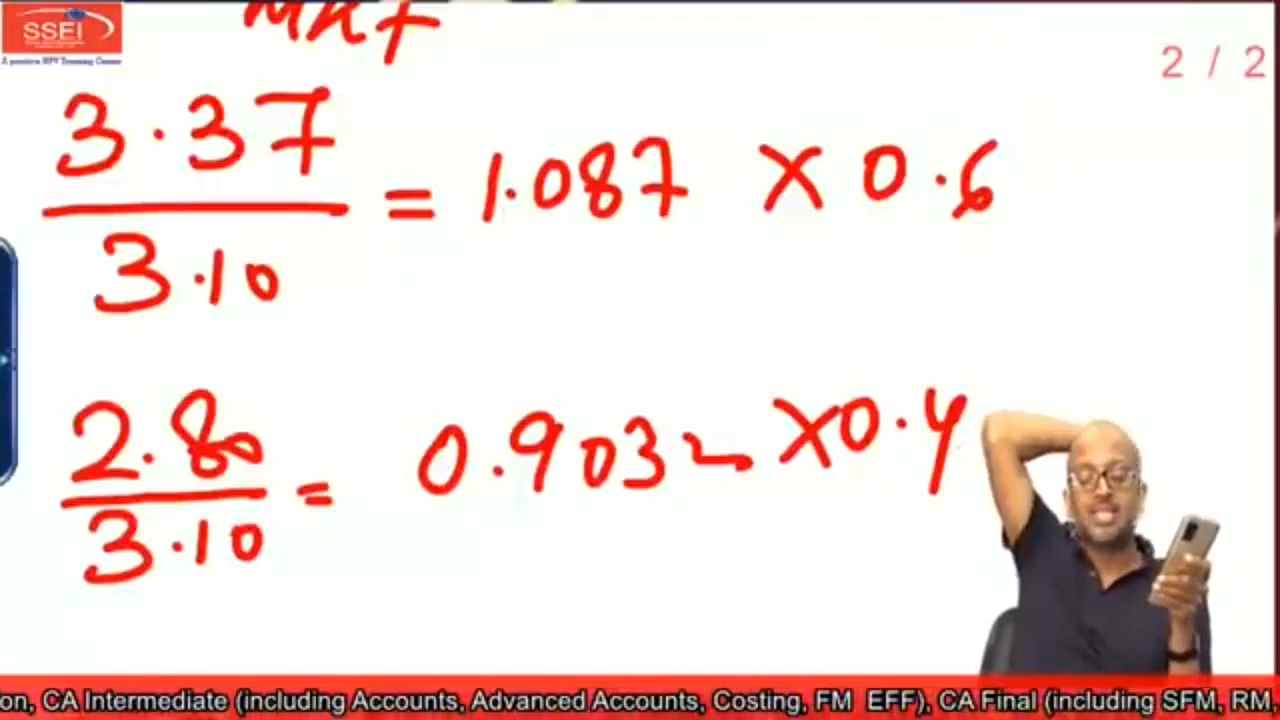 SSEI
2 / 2
3.37
= 1.087 X 0.6
3.10
2.80
= 0.903 X 0.4
3.10
on, CA Intermediate (including Accounts, Advanced Accounts, Costing, FM EFF), CA Final (including SFM, RM,